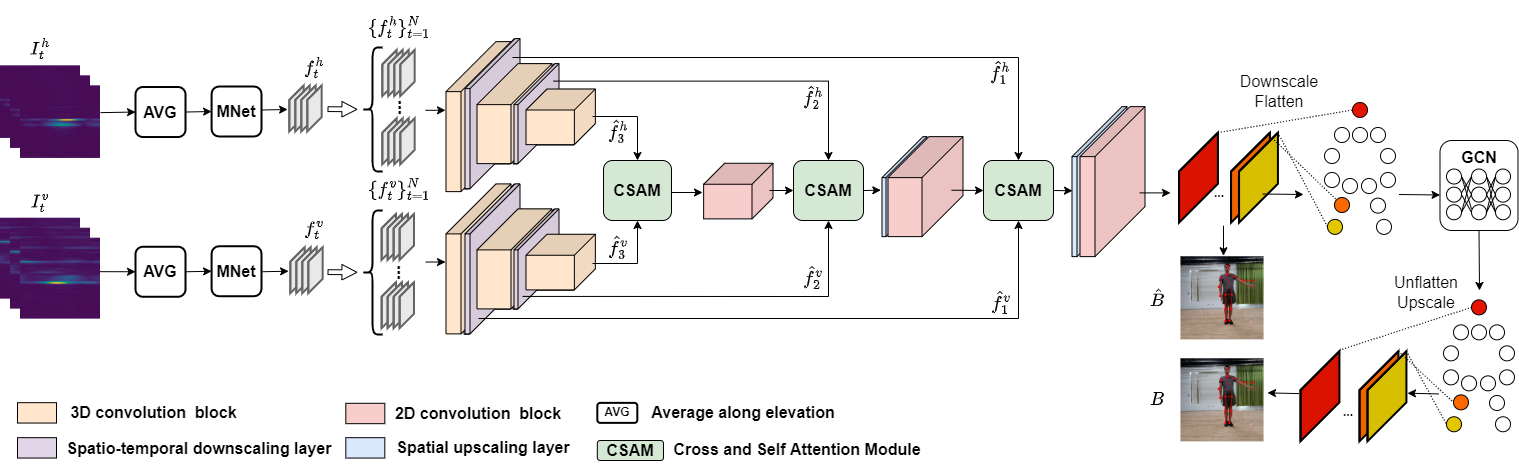 $I_t^h$
AVG
MNet
$f_t^h$
$\{f_t^h\}_{t=1}^N$
$\hat{f}_1^h$
$\hat{f}_2^h$
$\hat{f}_3^h$
$I_t^v$
AVG
MNet
$f_t^v$
$\{f_t^v\}_{t=1}^N$
$\hat{f}_3^v$
$\hat{f}_2^v$
$\hat{f}_1^v$
CSAM
CSAM
CSAM
...
Downscale
Flatten
GCN
$\hat{B}$
Unflatten
Upscale
...
$B$
3D convolution block
2D convolution block
AVG Average along elevation
Spatio-temporal downscaling layer
Spatial upscaling layer
CSAM Cross and Self Attention Module